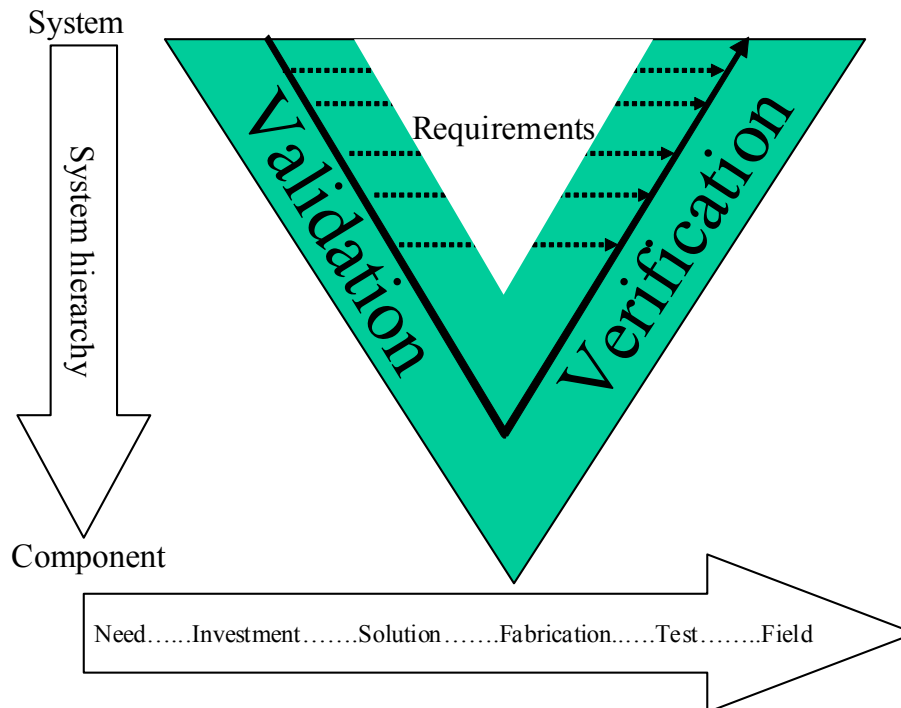 System
Requirements
Validation
Verification
System hierarchy
Component
Need…...Investment…….Solution…….Fabrication...….Test……..Field